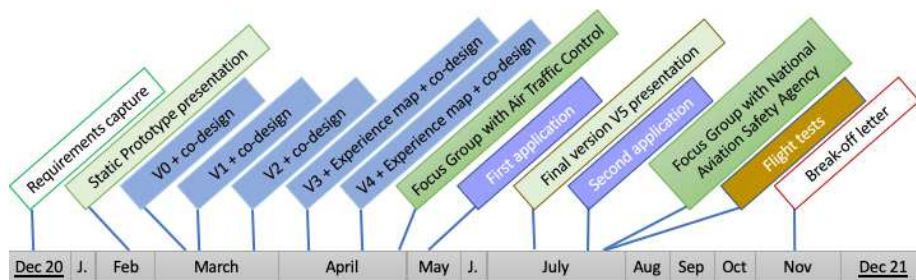 Requirements capture
Static Prototype presentation
V0 + co-design
V1 + co-design
V2 + co-design
V3 + Experience map + co-design
V4 + Experience map + co-design
Focus Group with Air Traffic Control
First application
Final version V5 presentation
Second application
Focus Group with National
Aviation Safety Agency
Flight tests
Break-off letter
Dec 20 J. Feb March April May J. July Aug Sep Oct Nov Dec 21